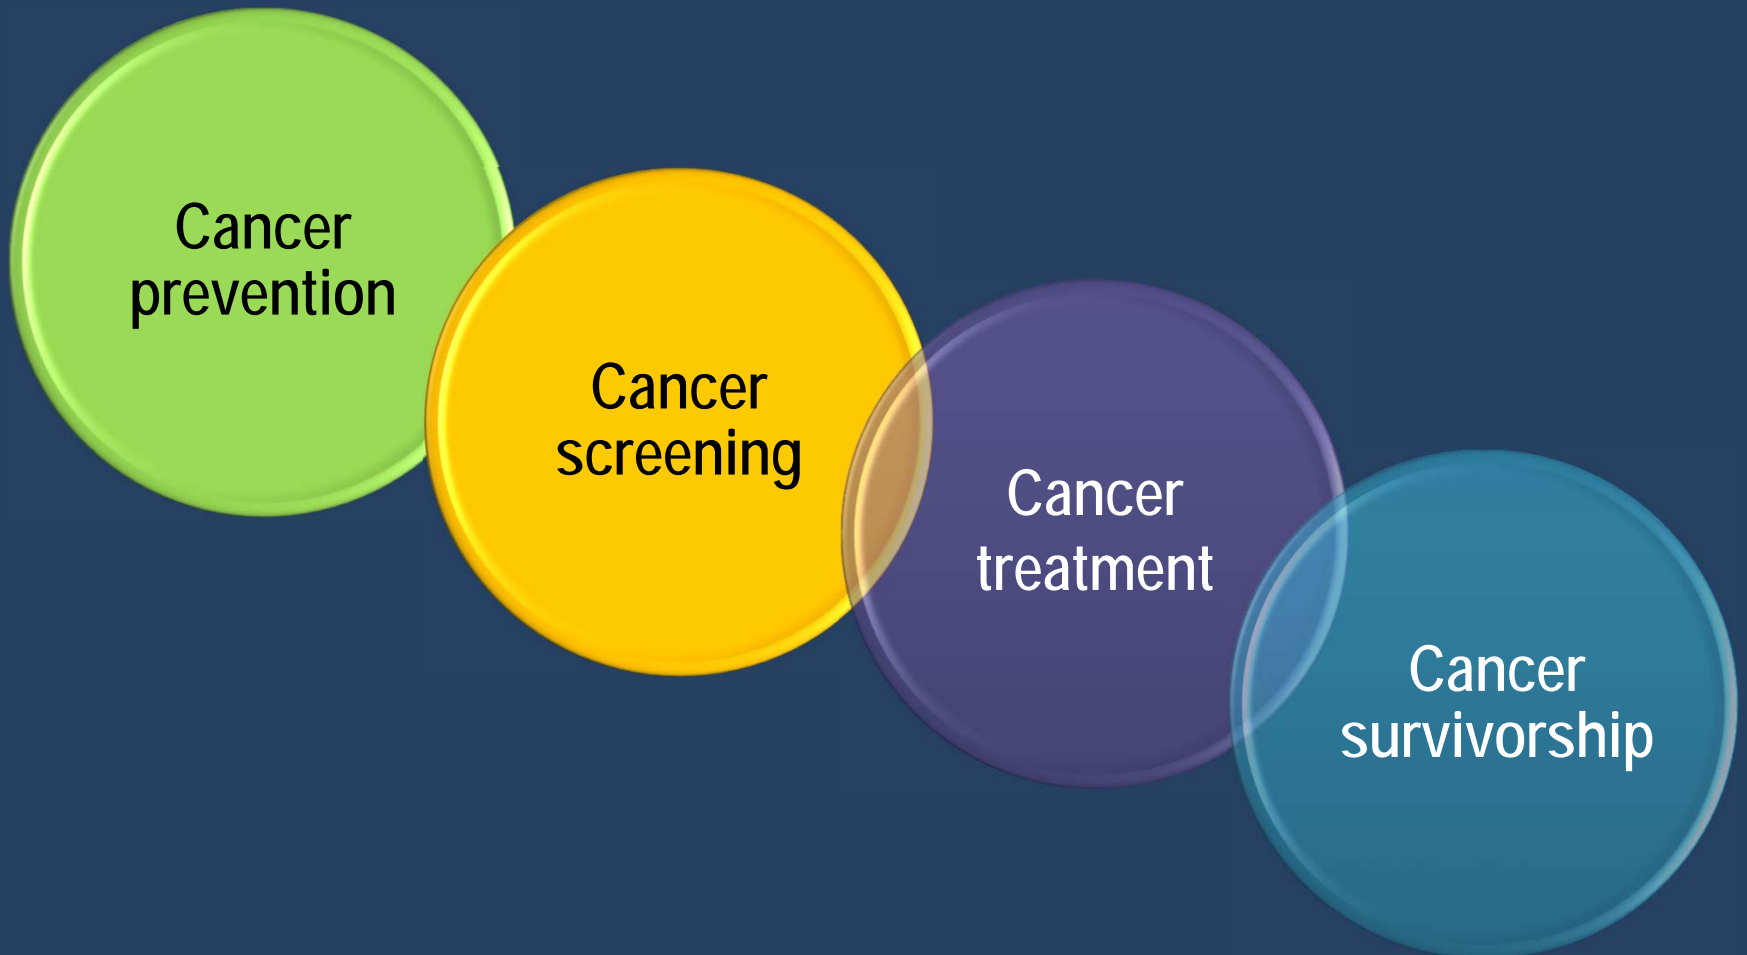 Cancer
prevention
Cancer
screening
Cancer
treatment
Cancer
survivorship